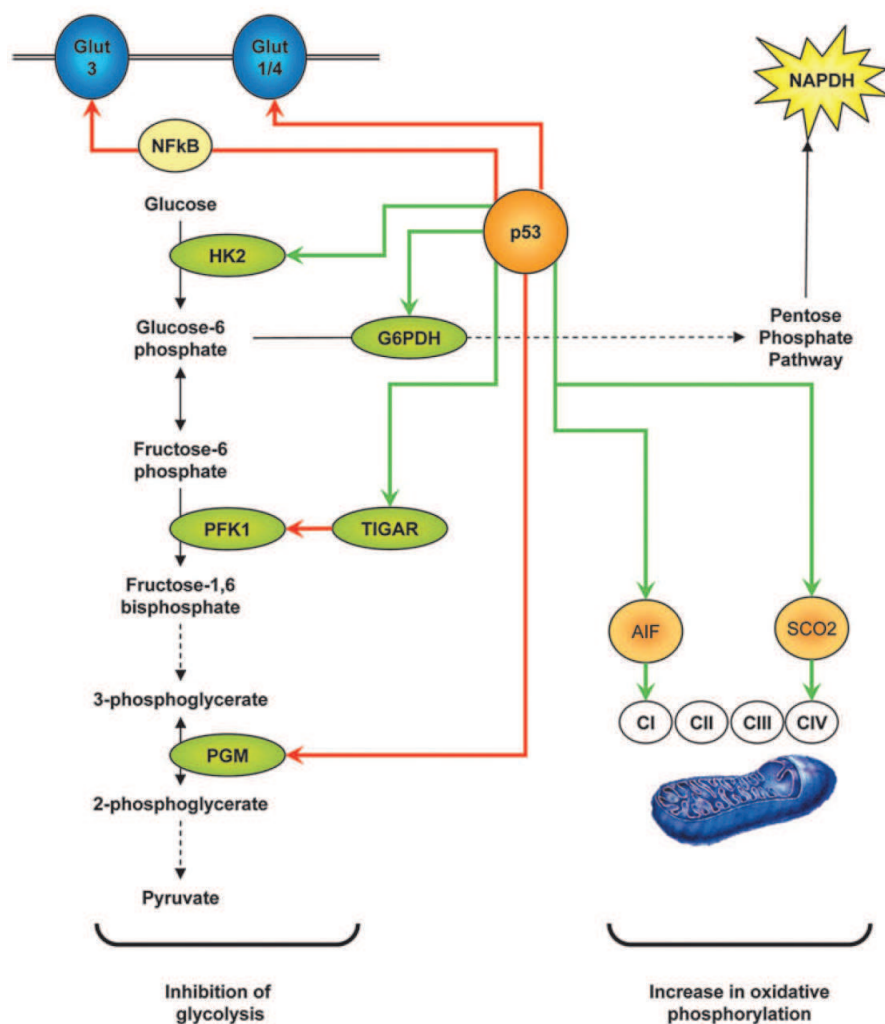 Glut
3
Glut
1/4
NAPDH
NFkB
Glucose
p53
HK2
Glucose-6
phosphate
G6PDH
Pentose
Phosphate
Pathway
Fructose-6
phosphate
PFK1
TIGAR
Fructose-1,6
bisphosphate
AIF
SCO2
3-phosphoglycerate
CI
CII
CIII
CIV
PGM
2-phosphoglycerate
Pyruvate
Inhibition of
glycolysis
Increase in oxidative
phosphorylation